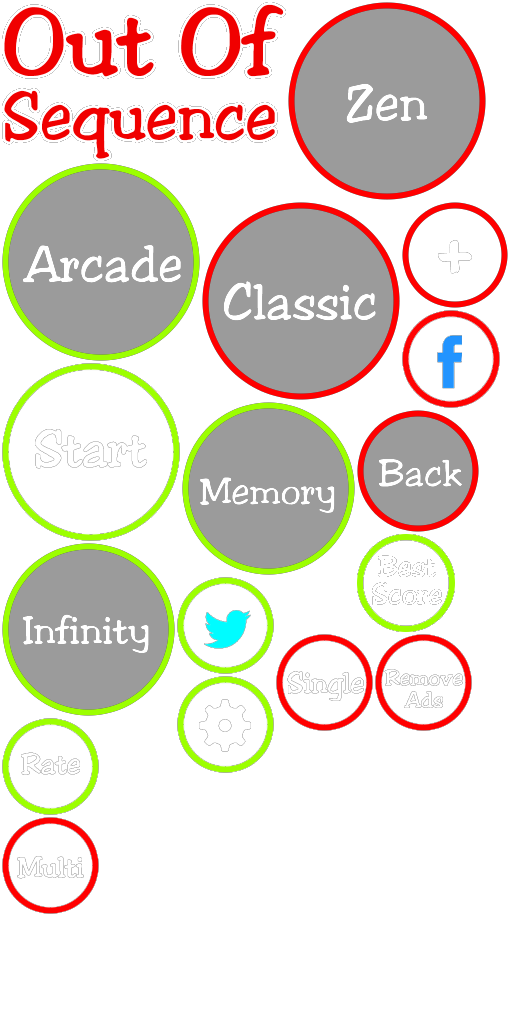 Out Of
Sequence
Zen
Arcade
Classic
+
f
Start
Memory
Back
Best
Score
Infinity
Single
Remove
Ads
Rate
Multi